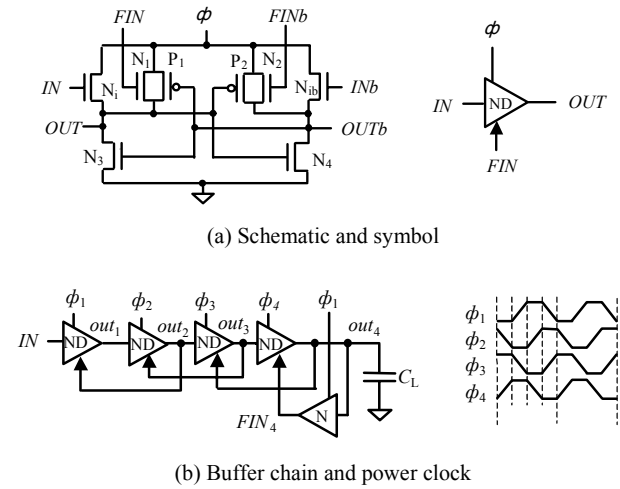 FIN ϕ FINb
N1 P1 P2 N2
IN Ni Nib INb
OUT OUTb
N3 N4
ϕ
IN ND OUT
FIN
(a) Schematic and symbol
ϕ1 ϕ2 ϕ3 ϕ4 ϕ1
IN ND out1 ND out2 ND out3 ND out4
CL
FIN4 N
ϕ1
ϕ2
ϕ3
ϕ4
(b) Buffer chain and power clock